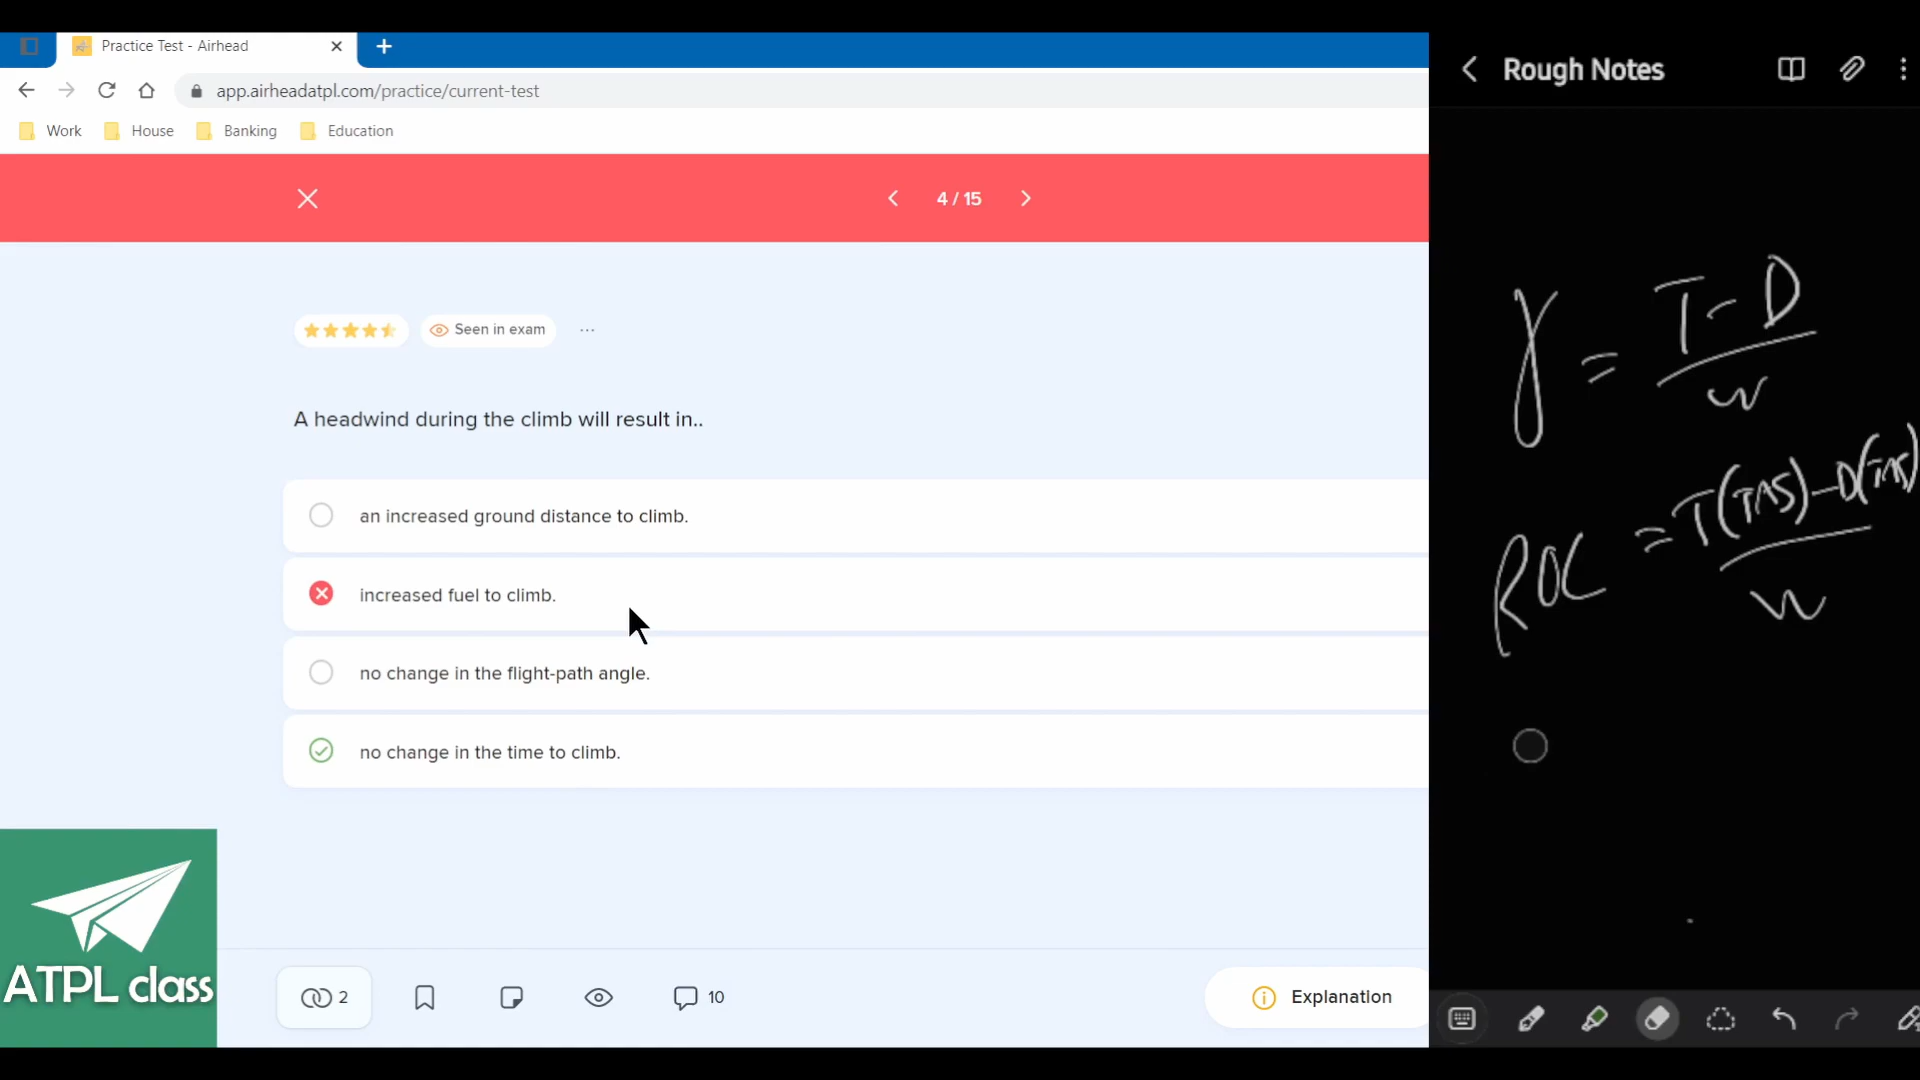 Practice Test - Airhead
app.airheadatpl.com/practice/current-test
Work House Banking Education
4 / 15
Seen in exam
A headwind during the climb will result in..
an increased ground distance to climb.
increased fuel to climb.
no change in the flight-path angle.
no change in the time to climb.
2
10
Explanation
ATPL class
Rough Notes
γ = T - D
w
ROC = T(TAS) - D(TAS)
w